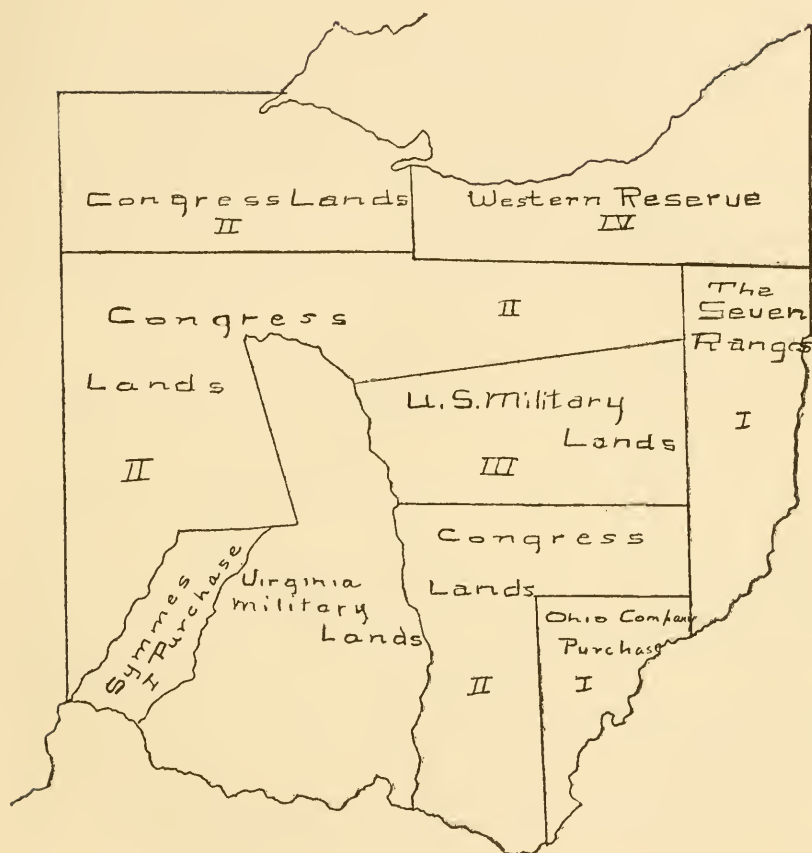 Congress Lands
II
Western Reserve
IV
Congress
Lands
II
II
The
Seven
Ranges
I
U.S. Military
Lands
III
Congress
Lands
II
Ohio Company
Purchase
I
Symmes
Purchase
I
Virginia
Military
Lands